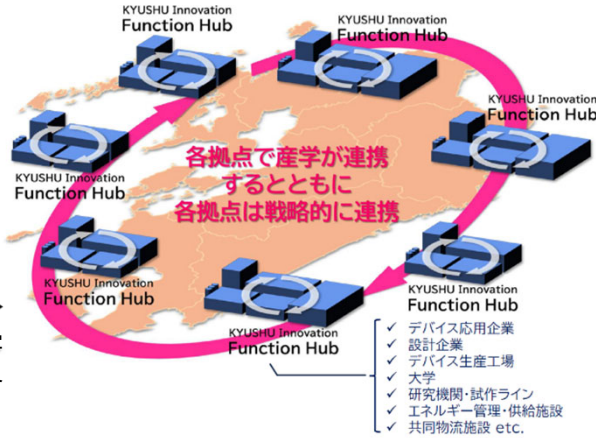 KYUSHU Innovation
Function Hub
KYUSHU Innovation
Function Hub
KYUSHU Innovation
Function Hub
KYUSHU Innovation
Function Hub
各拠点で産学が連携
するとともに
各拠点は戦略的に連携
KYUSHU Innovation
Function Hub
KYUSHU Innovation
Function Hub
KYUSHU Innovation
Function Hub
✓ デバイス応用企業
✓ 設計企業
✓ デバイス生産工場
✓ 大学
✓ 研究機関・試作ライン
✓ エネルギー管理・供給施設
✓ 共同物流施設 etc.